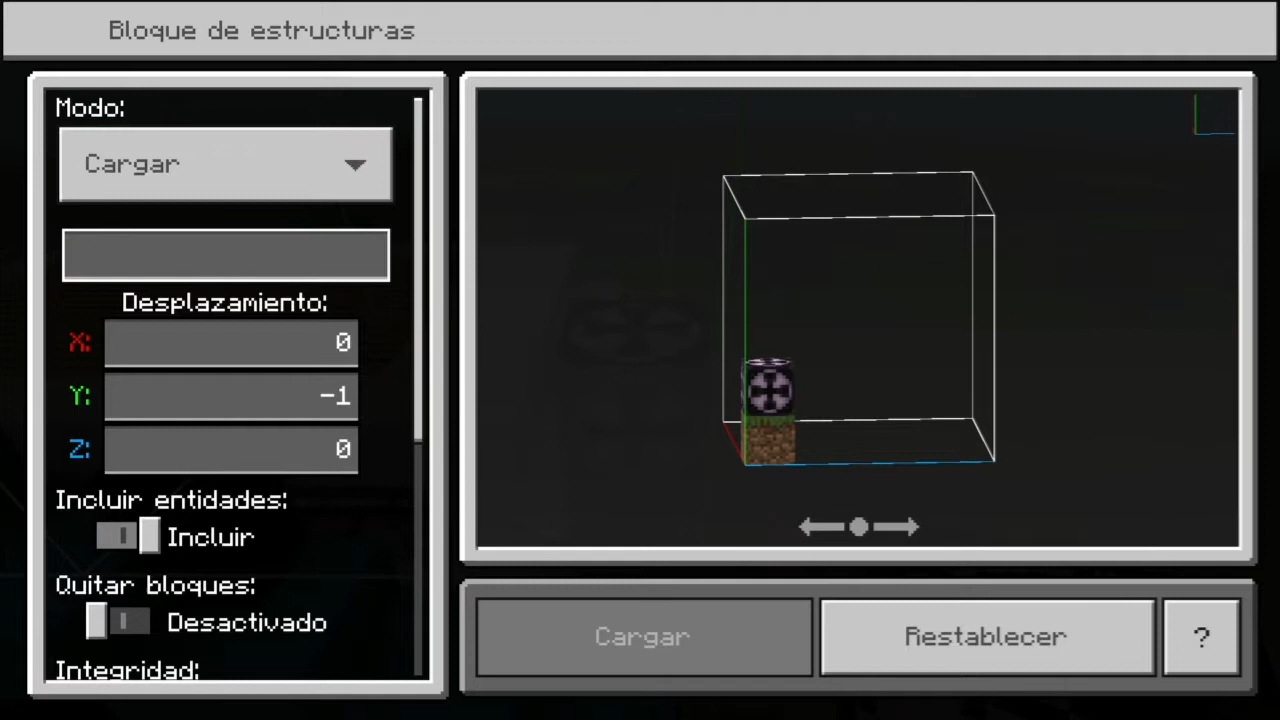 Bloque de estructuras
Modo:
Cargar
Desplazamiento:
X: 0
Y: -1
Z: 0
Incluir entidades:
Incluir
Quitar bloques:
Desactivado
Integridad:
Cargar
Restablecer
?